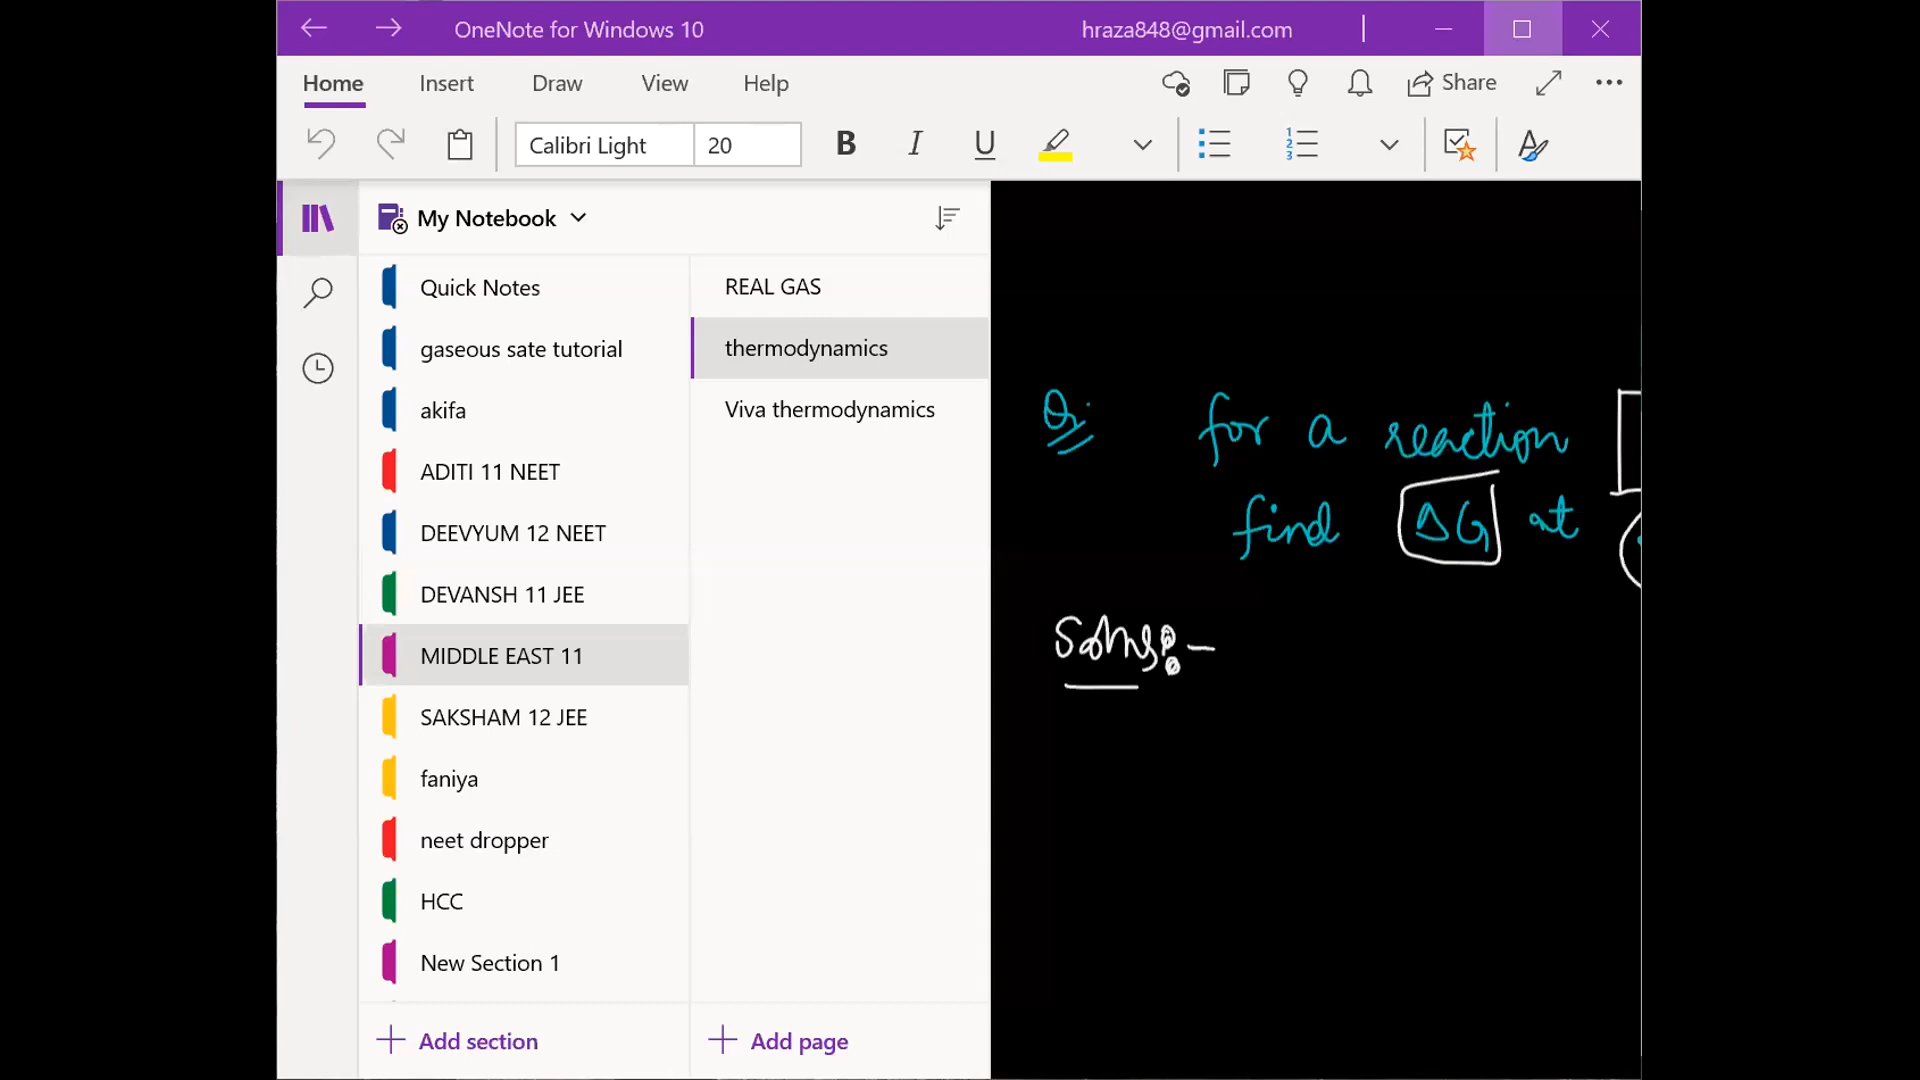 OneNote for Windows 10
hraza848@gmail.com
Home Insert Draw View Help
Share
Calibri Light 20 B I U
My Notebook
Quick Notes
gaseous sate tutorial
akifa
ADITI 11 NEET
DEEVYUM 12 NEET
DEVANSH 11 JEE
MIDDLE EAST 11
SAKSHAM 12 JEE
faniya
neet dropper
HCC
New Section 1
Add section
REAL GAS
thermodynamics
Viva thermodynamics
Add page
Q: for a reaction
find ΔG at